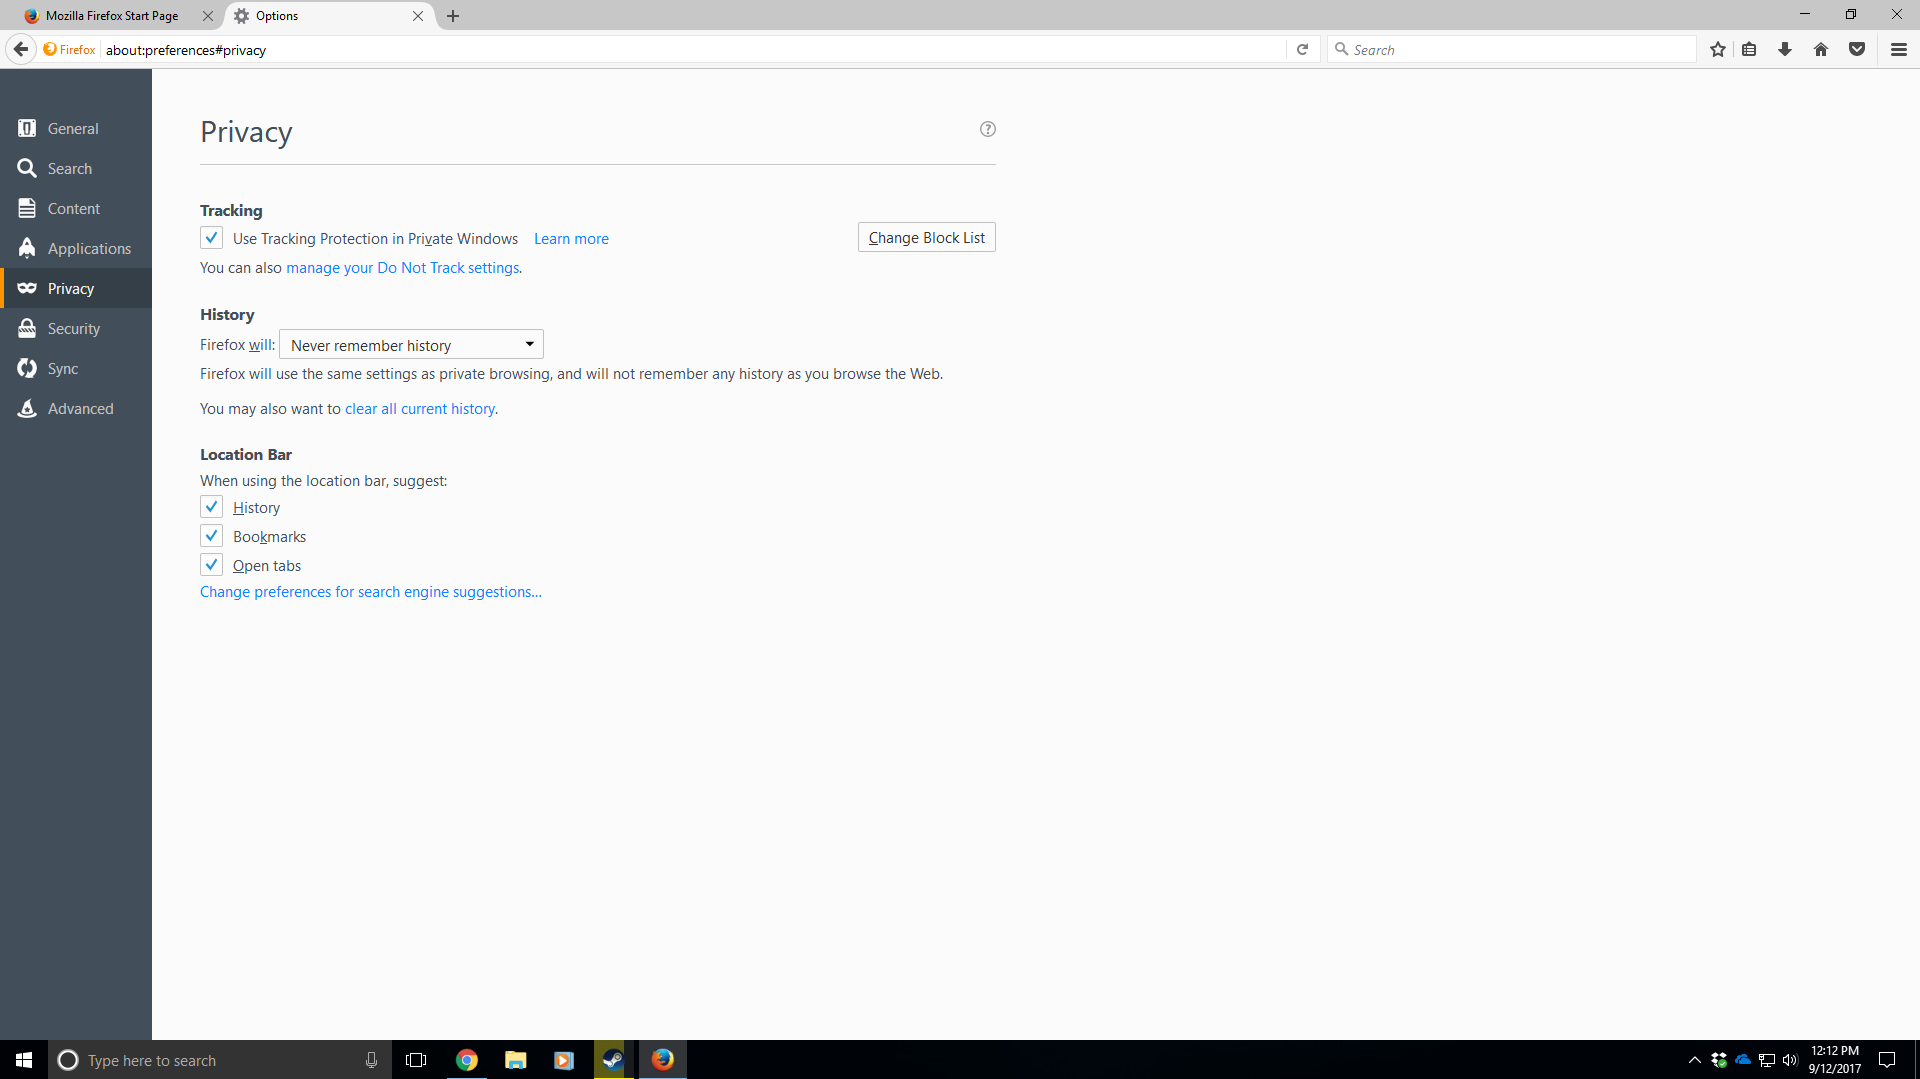 Mozilla Firefox Start Page
Options
Firefox
about:preferences#privacy
Search
General
Search
Content
Applications
Privacy
Security
Sync
Advanced
Privacy
Tracking
Use Tracking Protection in Private Windows Learn more
Change Block List
You can also manage your Do Not Track settings.
History
Firefox will: Never remember history
Firefox will use the same settings as private browsing, and will not remember any history as you browse the Web.
You may also want to clear all current history.
Location Bar
When using the location bar, suggest:
History
Bookmarks
Open tabs
Change preferences for search engine suggestions...
Type here to search
12:12 PM
9/12/2017